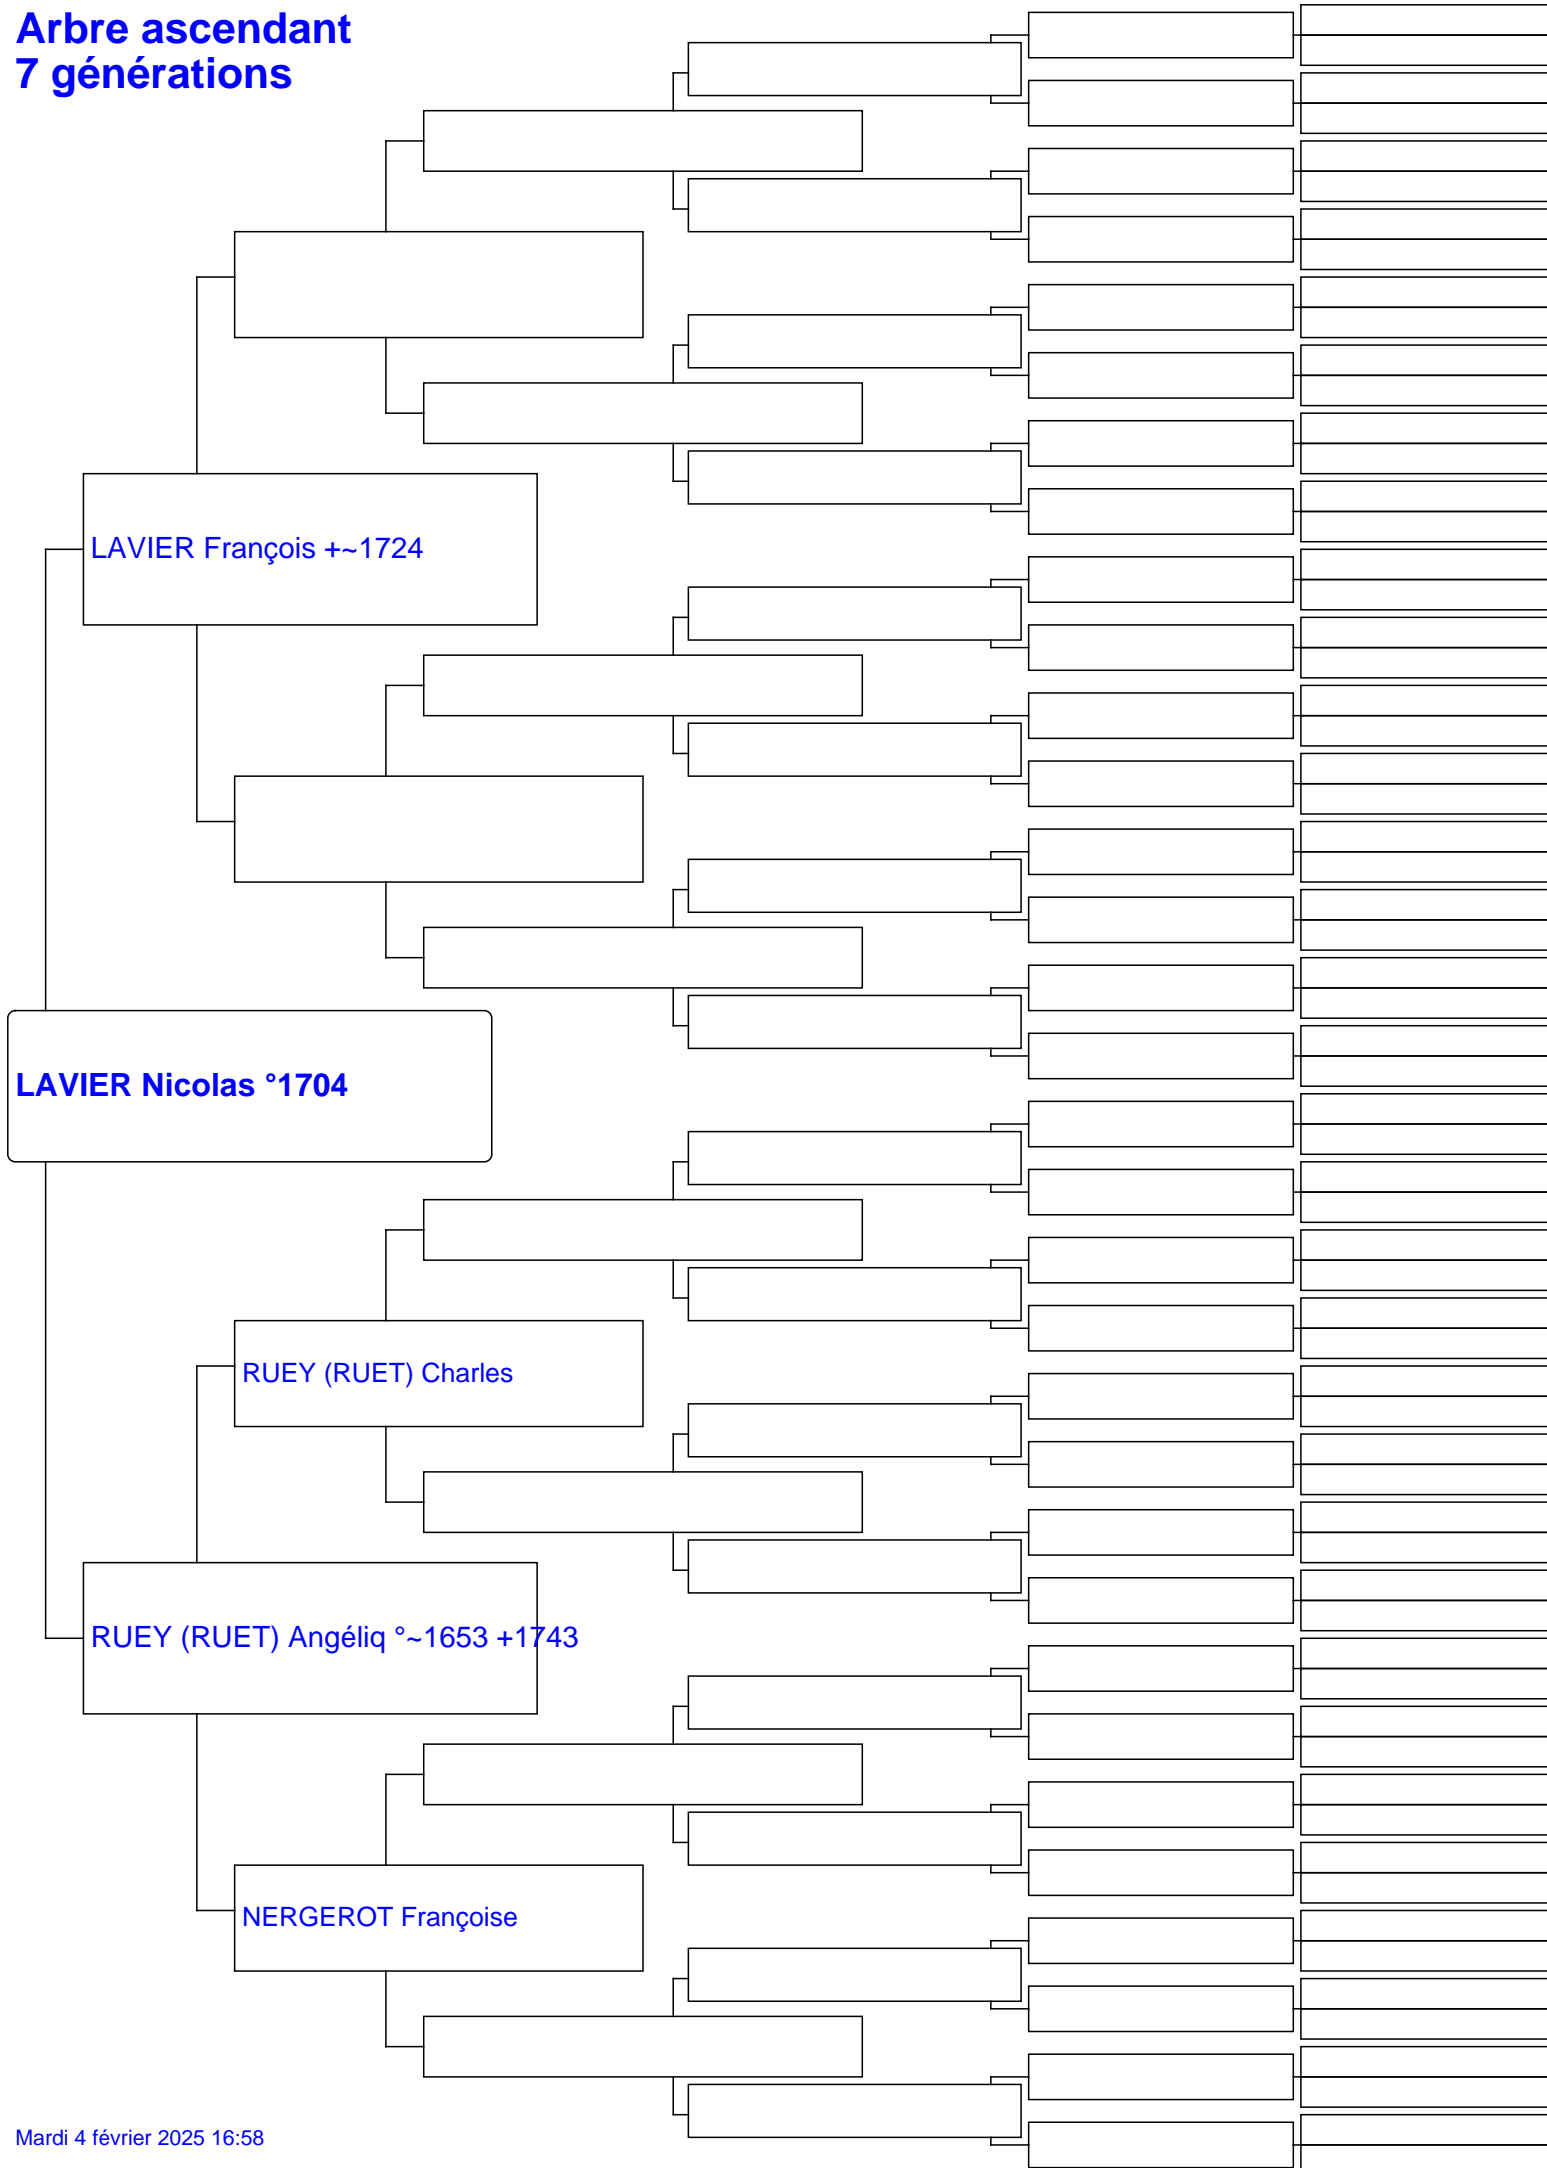 Arbre ascendant
7 générations
LAVIER François +~1724
LAVIER Nicolas °1704
RUEY (RUET) Charles
RUEY (RUET) Angéliq °~1653 +1743
NERGEROT Françoise
Mardi 4 février 2025 16:58